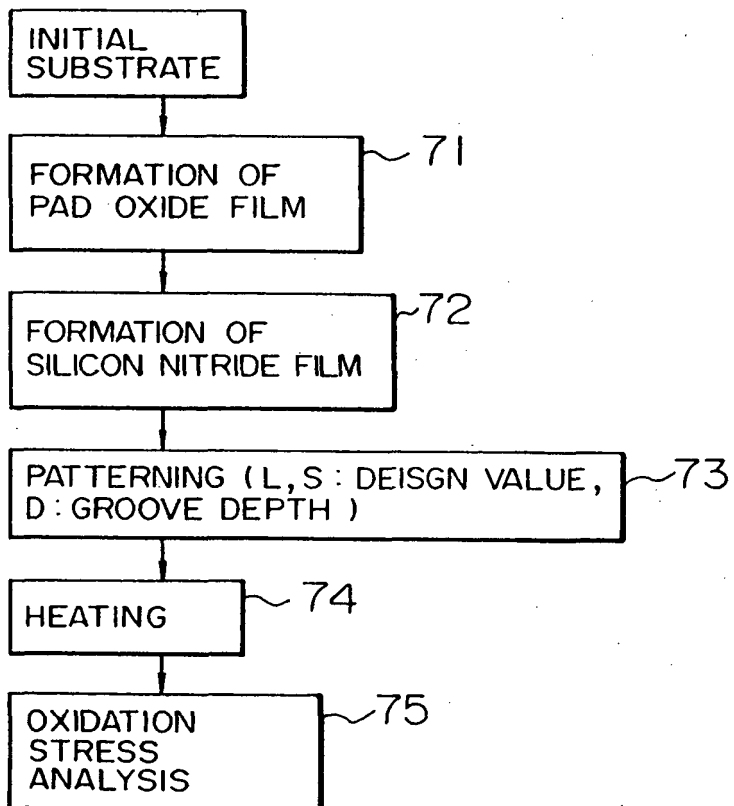 INITIAL
SUBSTRATE
71
FORMATION OF
PAD OXIDE FILM
72
FORMATION OF
SILICON NITRIDE FILM
PATTERNING (L,S : DEISGN VALUE,
D : GROOVE DEPTH )
73
HEATING
74
OXIDATION
STRESS
ANALYSIS
75